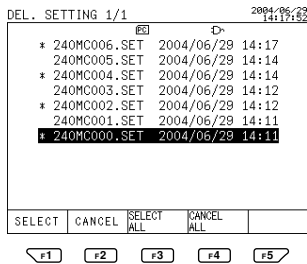 DEL. SETTING 1/1 2004/06/29 14:17:52
PC
* 240MC006.SET 2004/06/29 14:17
240MC005.SET 2004/06/29 14:14
* 240MC004.SET 2004/06/29 14:14
240MC003.SET 2004/06/29 14:12
* 240MC002.SET 2004/06/29 14:12
240MC001.SET 2004/06/29 14:11
* 240MC000.SET 2004/06/29 14:11
SELECT CANCEL SELECT ALL CANCEL ALL
F1 F2 F3 F4 F5